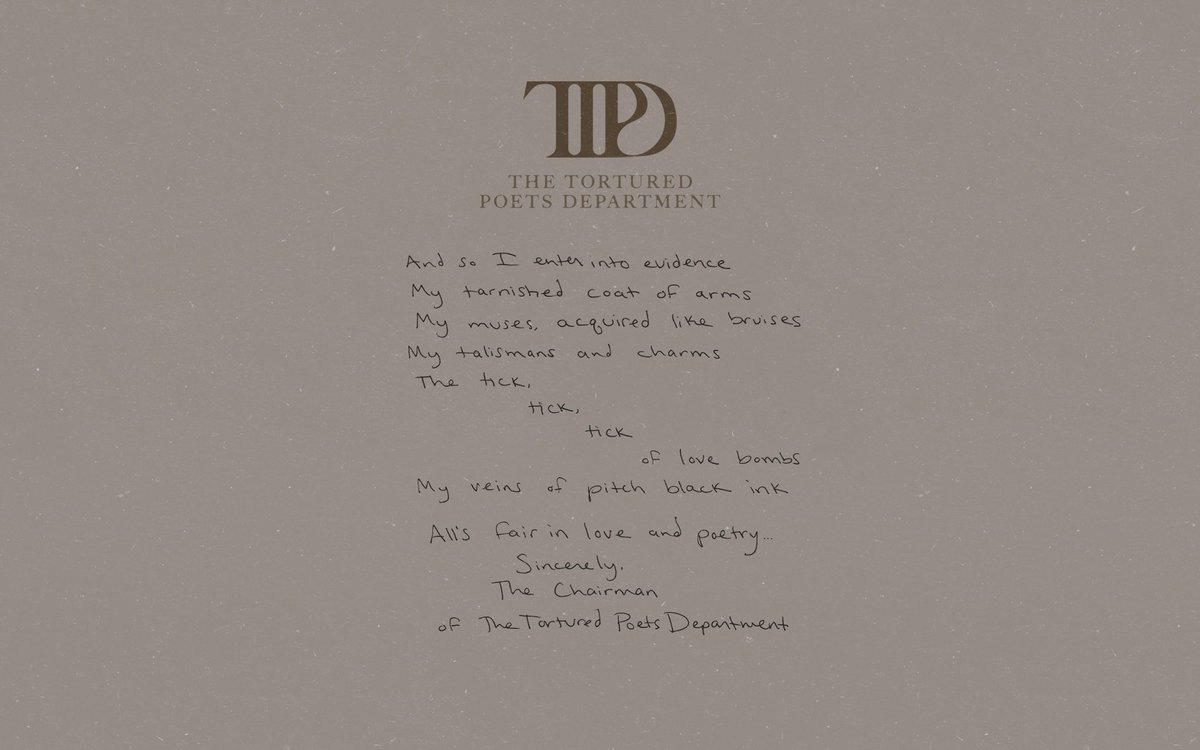 TTPD
THE TORTURED
POETS DEPARTMENT
And so I enter into evidence
My tarnished coat of arms
My muses, acquired like bruises
My talismans and charms
The tick,
tick,
tick
of love bombs
My veins of pitch black ink
All's fair in love and poetry...
Sincerely,
The Chairman
of The Tortured Poets Department